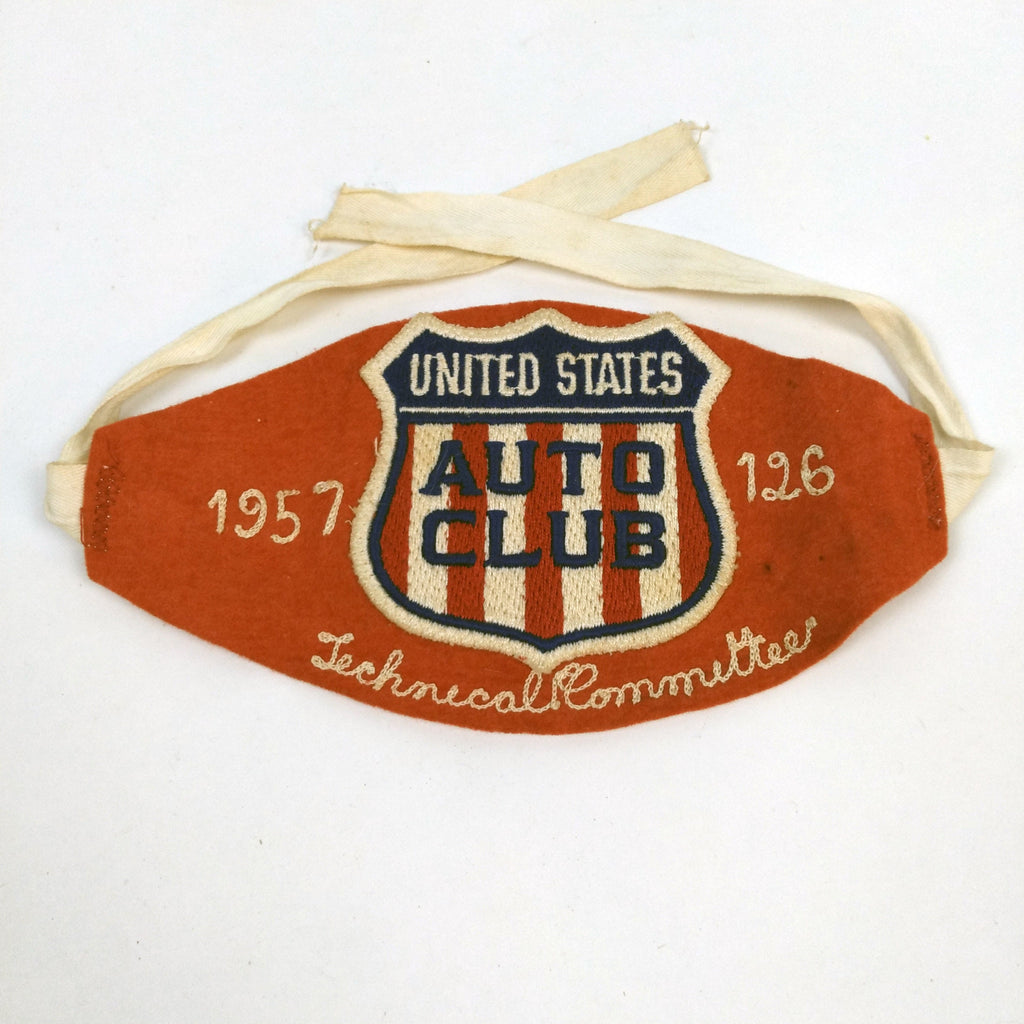 UNITED STATES
AUTO
CLUB
1957
126
Technical Committee